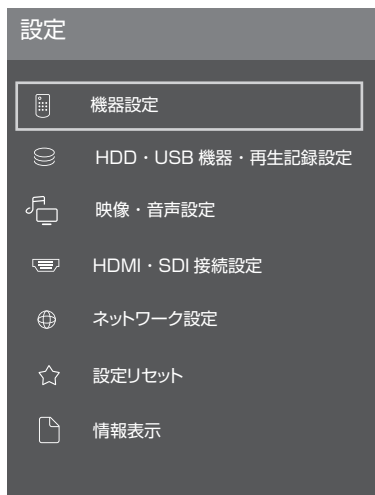 設定
機器設定
HDD・USB 機器・再生記録設定
映像・音声設定
HDMI・SDI 接続設定
ネットワーク設定
設定リセット
情報表示